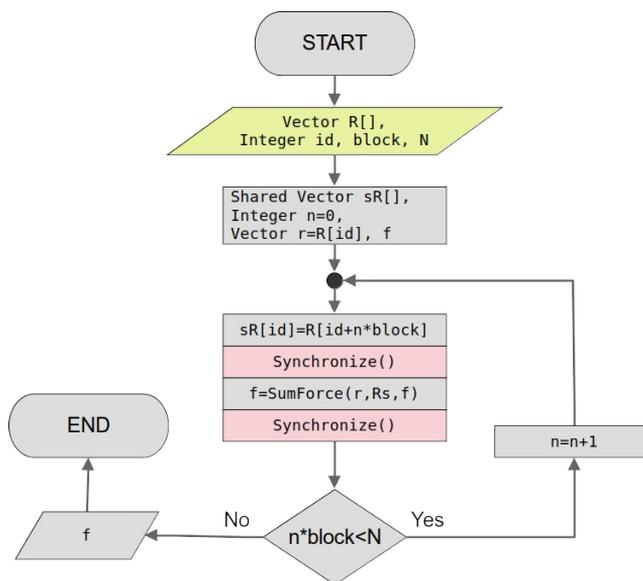 START
Vector R[],
Integer id, block, N
Shared Vector sR[],
Integer n=0,
Vector r=R[id], f
sR[id]=R[id+n*block]
Synchronize()
f=SumForce(r,Rs,f)
Synchronize()
END
n=n+1
No
Yes
f
n*block<N